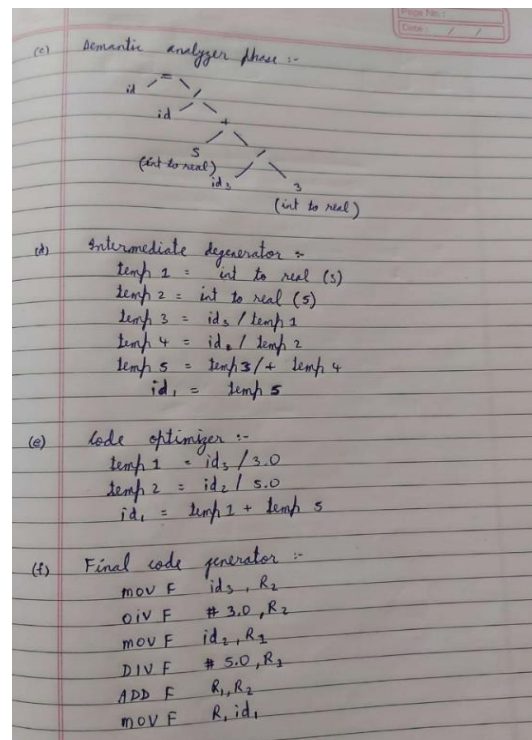 Page No.:
Date: / /
(c) Semantic analyzer phase :-
=
id /
id +
5 /
(int to real) id₃ 3
(int to real)
(d) Intermediate degenerator :-
temp 1 = int to real (3)
temp 2 = int to real (5)
temp 3 = id₃ / temp 1
temp 4 = id₂ / temp 2
temp 5 = temp 3 / + temp 4
id₁ = temp 5
(e) Code optimizer :-
temp 1 = id₃ / 3.0
temp 2 = id₂ / 5.0
id₁ = temp 1 + temp 5
(f) Final code generator :-
MOV F id₃, R₂
DIV F # 3.0, R₂
MOV F id₂, R₁
DIV F # 5.0, R₁
ADD F R₁, R₂
MOV F R, id₁